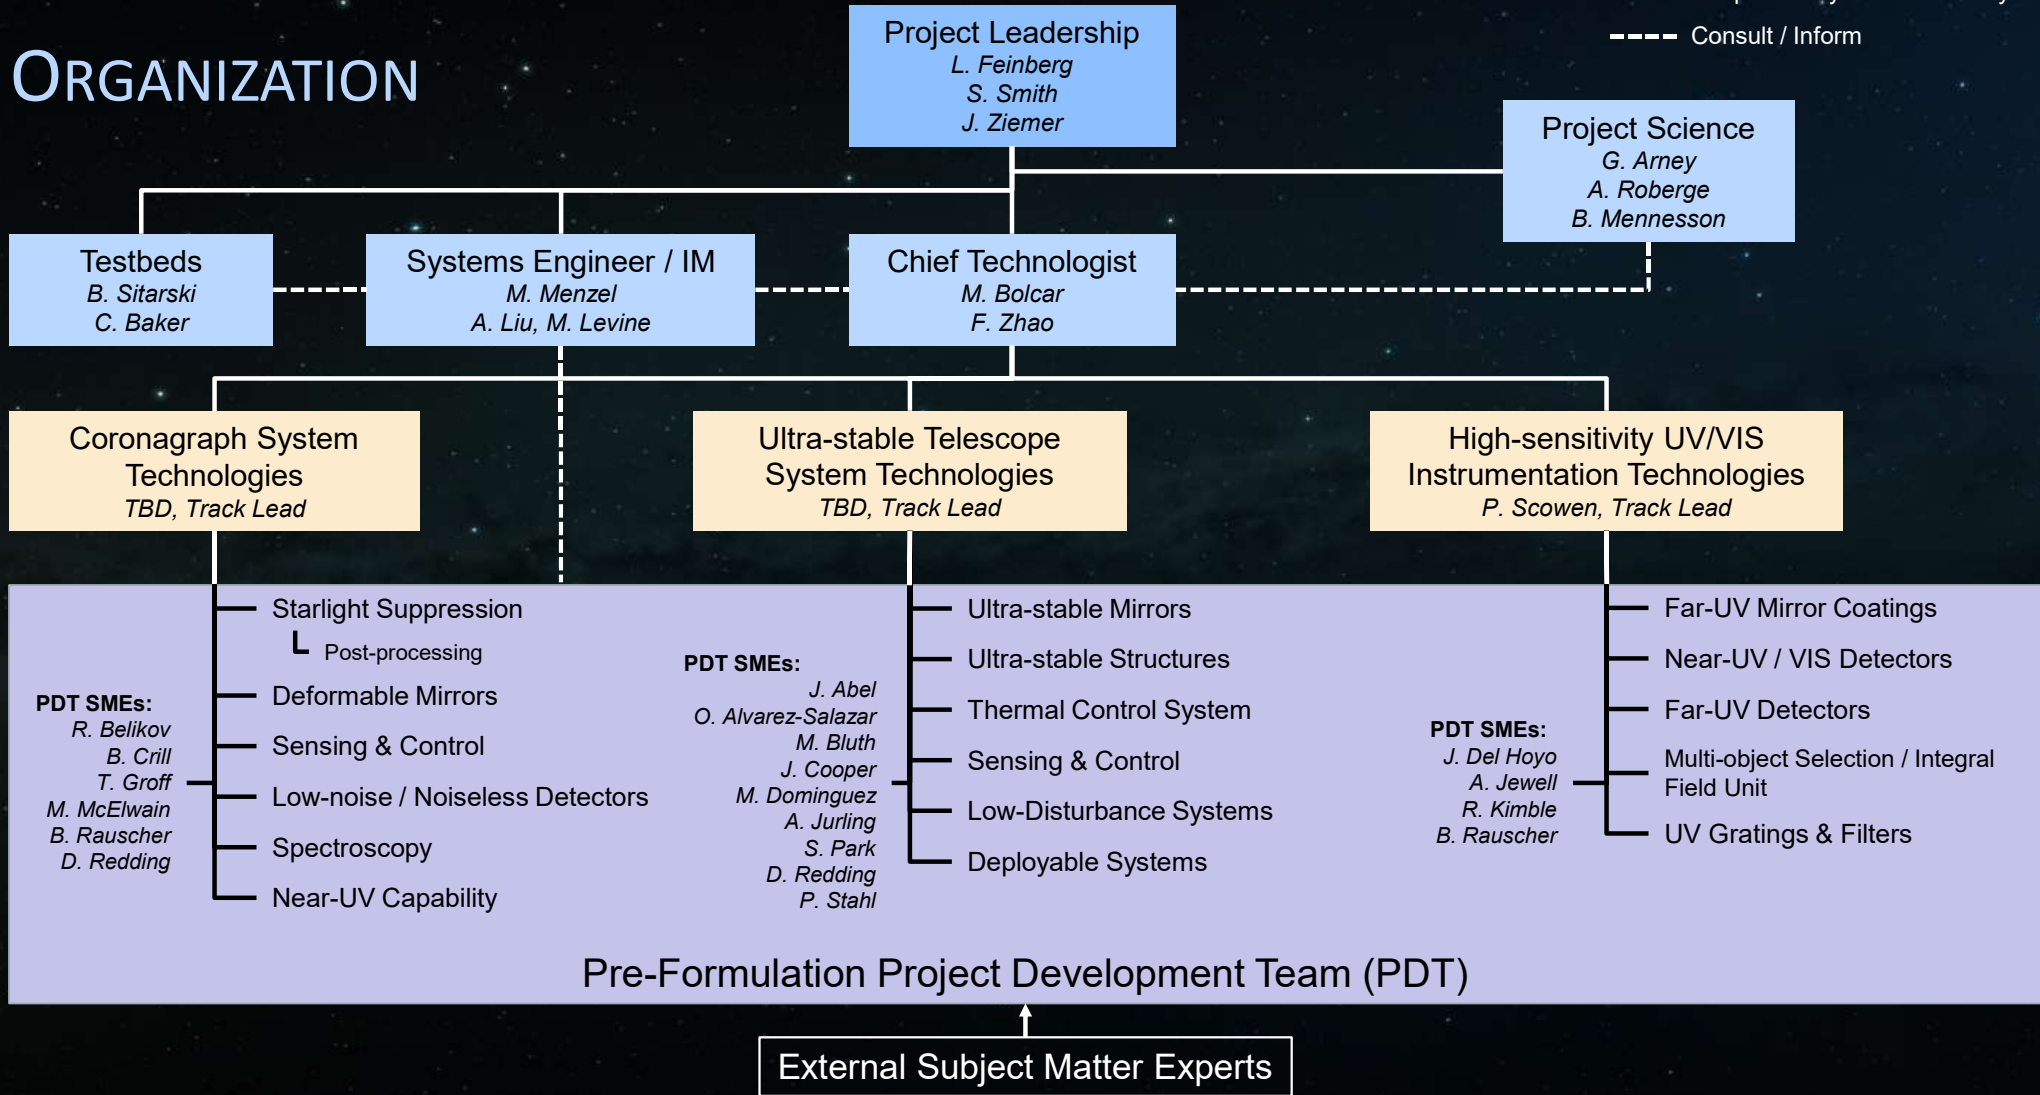 ORGANIZATION
Project Leadership
L. Feinberg
S. Smith
J. Ziemer
Consult / Inform
Project Science
G. Arney
A. Roberge
B. Mennesson
Testbeds
B. Sitarski
C. Baker
Systems Engineer / IM
M. Menzel
A. Liu, M. Levine
Chief Technologist
M. Bolcar
F. Zhao
Coronagraph System
Technologies
TBD, Track Lead
Ultra-stable Telescope
System Technologies
TBD, Track Lead
High-sensitivity UV/VIS
Instrumentation Technologies
P. Scowen, Track Lead
PDT SMEs:
R. Belikov
B. Crill
T. Groff
M. McElwain
B. Rauscher
D. Redding
Starlight Suppression
Post-processing
Deformable Mirrors
Sensing & Control
Low-noise / Noiseless Detectors
Spectroscopy
Near-UV Capability
PDT SMEs:
J. Abel
O. Alvarez-Salazar
M. Bluth
J. Cooper
M. Dominguez
A. Jurling
S. Park
D. Redding
P. Stahl
Ultra-stable Mirrors
Ultra-stable Structures
Thermal Control System
Sensing & Control
Low-Disturbance Systems
Deployable Systems
PDT SMEs:
J. Del Hoyo
A. Jewell
R. Kimble
B. Rauscher
Far-UV Mirror Coatings
Near-UV / VIS Detectors
Far-UV Detectors
Multi-object Selection / Integral
Field Unit
UV Gratings & Filters
Pre-Formulation Project Development Team (PDT)
External Subject Matter Experts